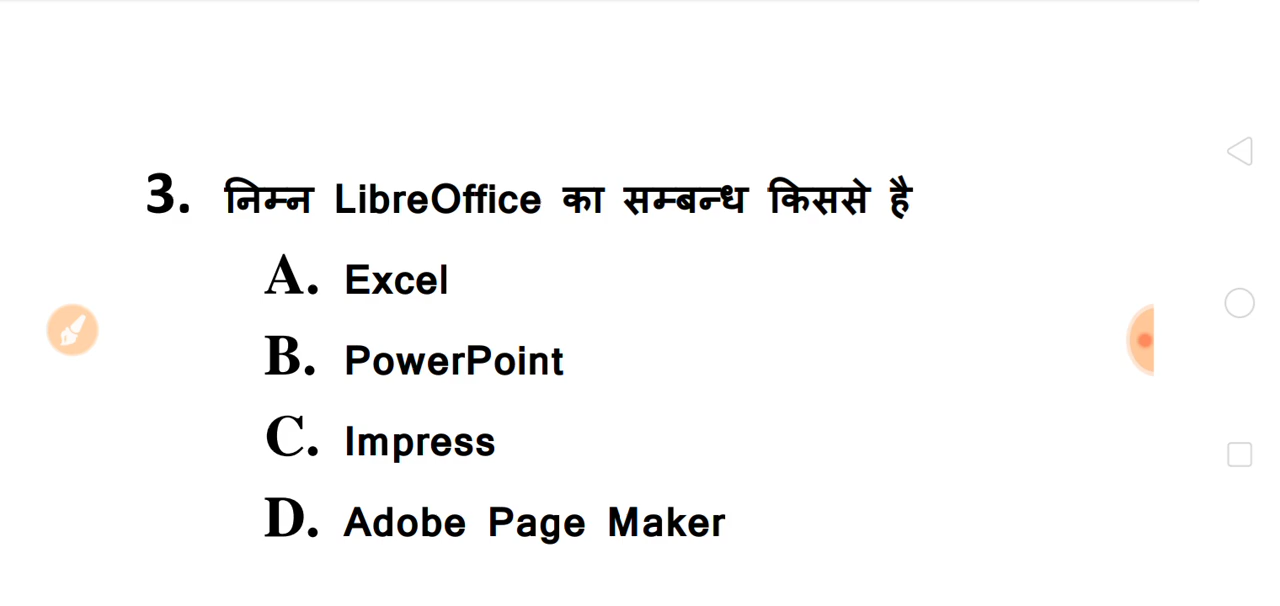 3. निम्न LibreOffice का सम्बन्ध किससे है
A. Excel
B. PowerPoint
C. Impress
D. Adobe Page Maker